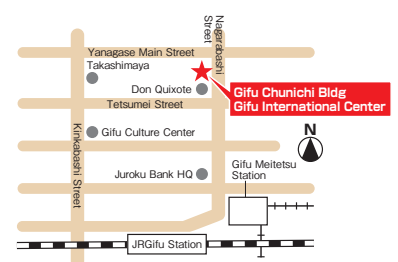 Nagarabashi
Street
Yanagase Main Street
Takashimaya
Don Quixote
Gifu Chunichi Bldg
Gifu International Center
Tetsumei Street
Kinkabashi Street
Gifu Culture Center
N
Juroku Bank HQ
Gifu Meitetsu
Station
JRGifu Station